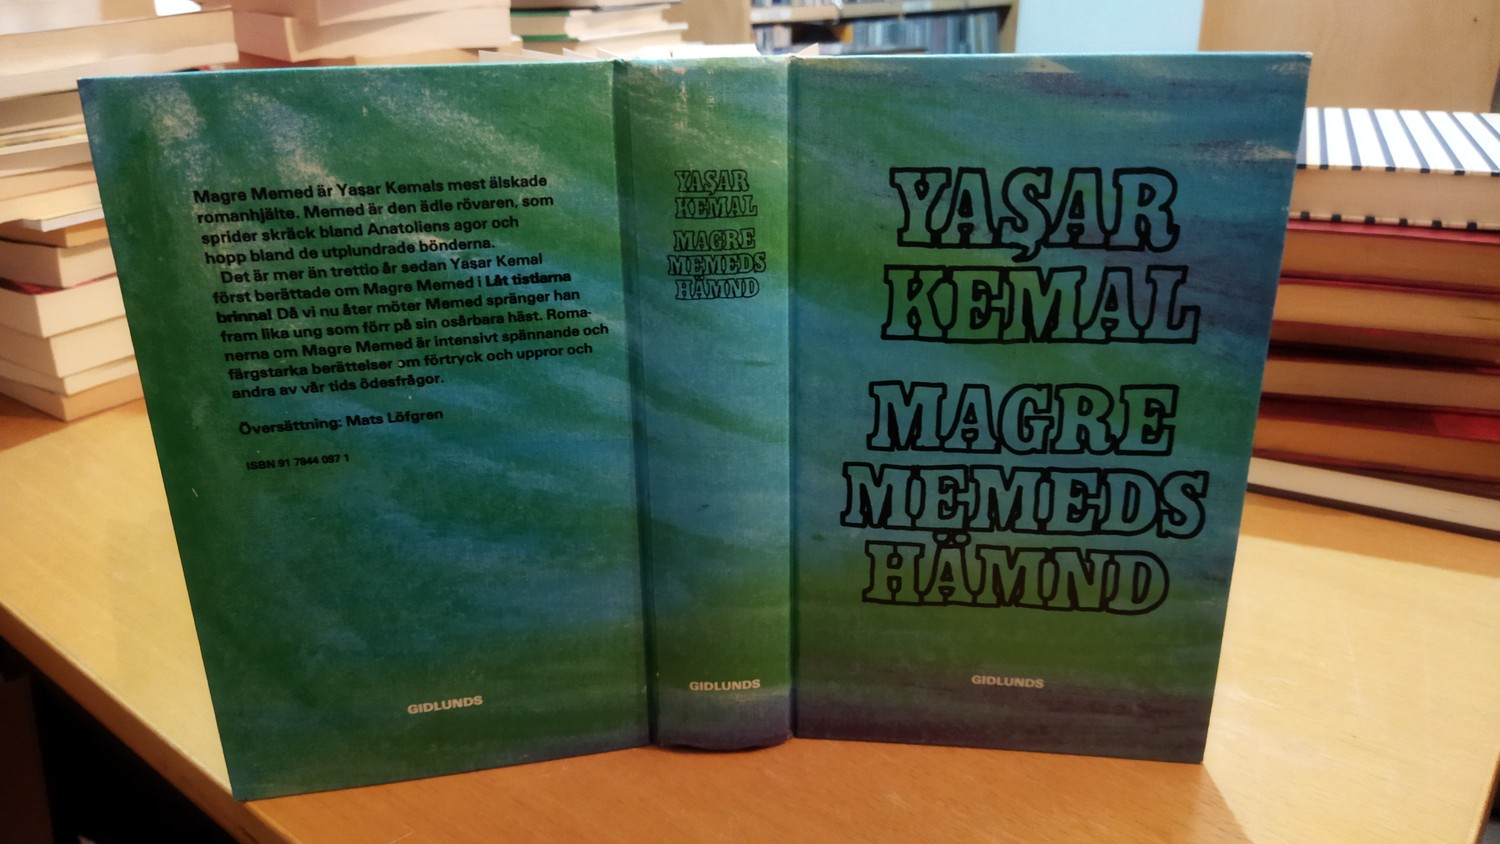 Magre Memed är Yaşar Kemals mest älskade
romanhjälte. Memed är den ädle rövaren, som
sprider skräck bland Anatoliens agor och
hopp bland de utplundrade bönderna.
Det är mer än trettio år sedan Yaşar Kemal
först berättade om Magre Memed i Låt tistlarna
brinna! Då vi nu åter möter Memed spränger han
fram lika ung som förr på sin osårbara häst. Roma-
nerna om Magre Memed är intensivt spännande och
färgstarka berättelser om förtryck och uppror och
andra av vår tids ödesfrågor.
Översättning: Mats Löfgren
ISBN 91 7844 097 1
GIDLUNDS
YAŞAR
KEMAL
MAGRE
MEMEDS
HÄMND
GIDLUNDS
YAŞAR
KEMAL
MAGRE
MEMEDS
HÄMND
GIDLUNDS